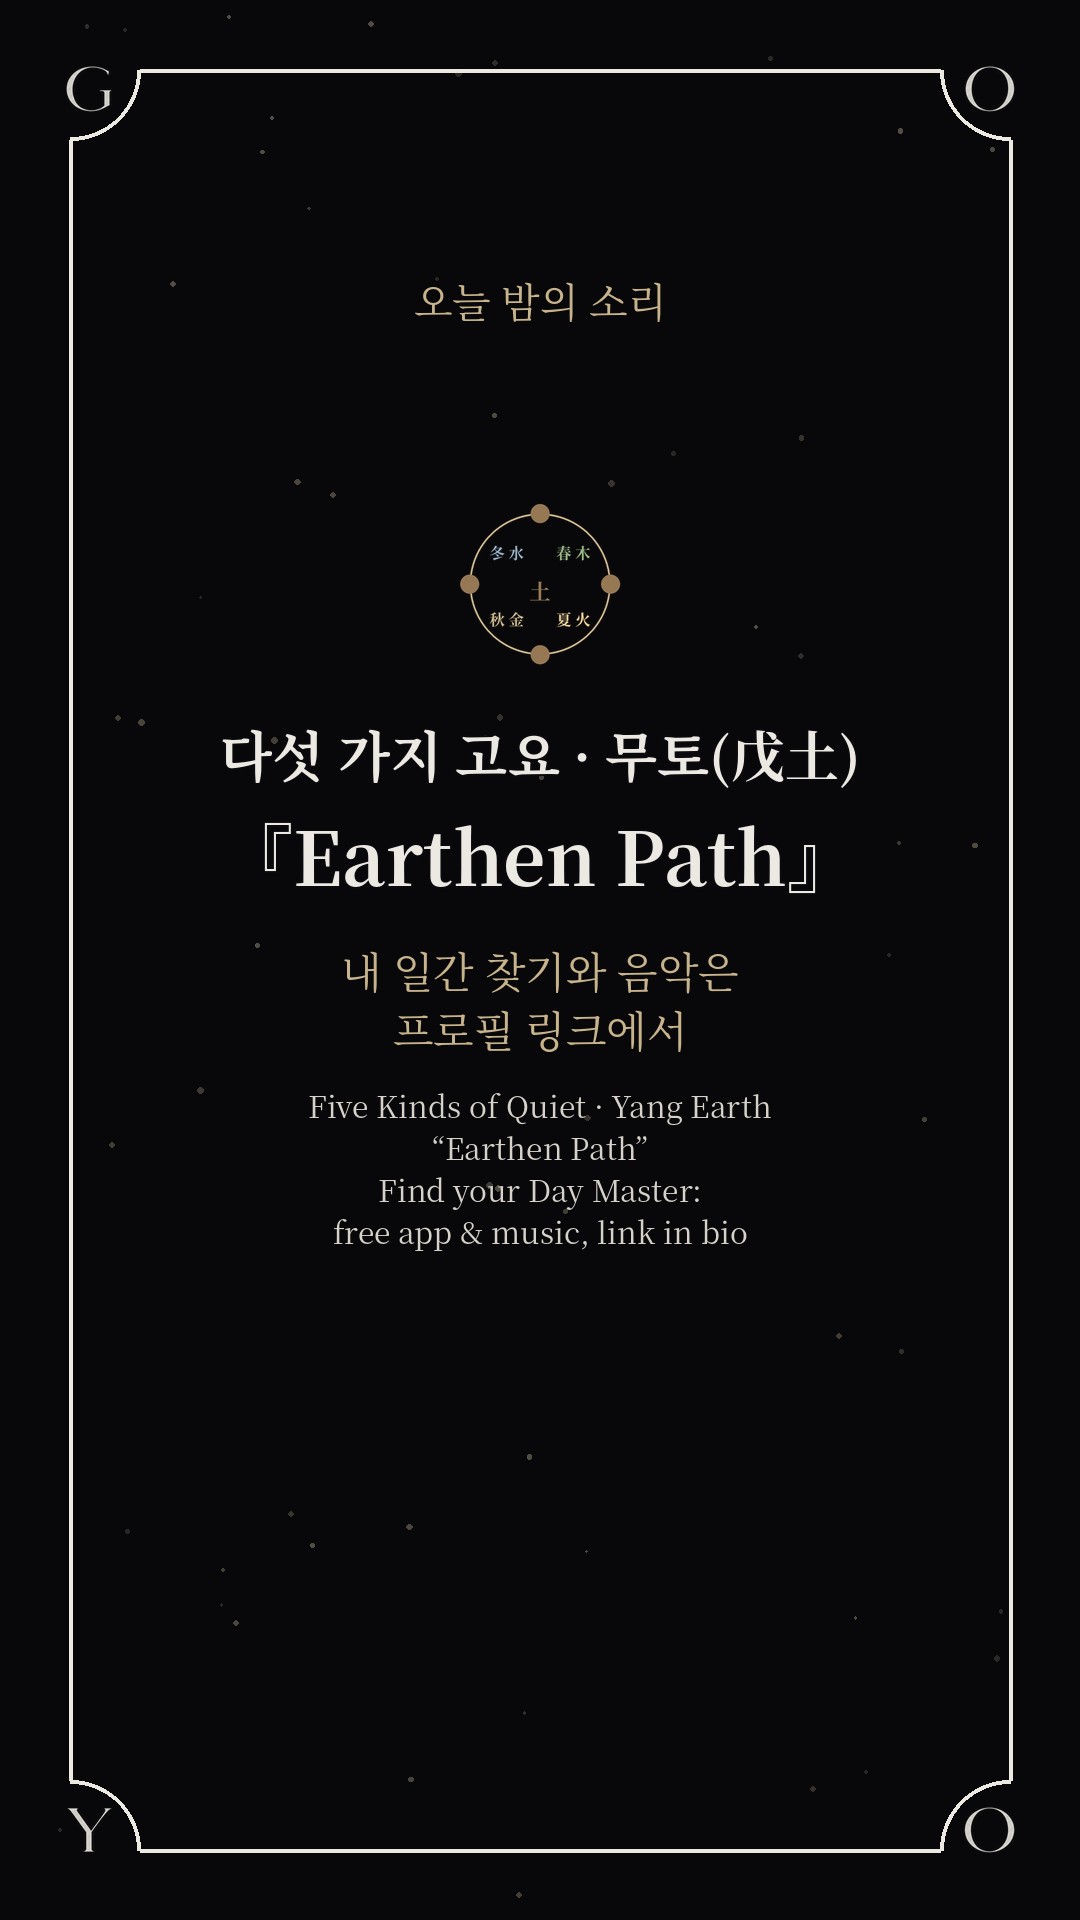 G O
오늘 밤의 소리
冬水 春木
土
秋金 夏火
다섯 가지 고요 · 무토(戊土)
『Earthen Path』
내 일간 찾기와 음악은
프로필 링크에서
Five Kinds of Quiet · Yang Earth
“Earthen Path”
Find your Day Master:
free app & music, link in bio
Y O